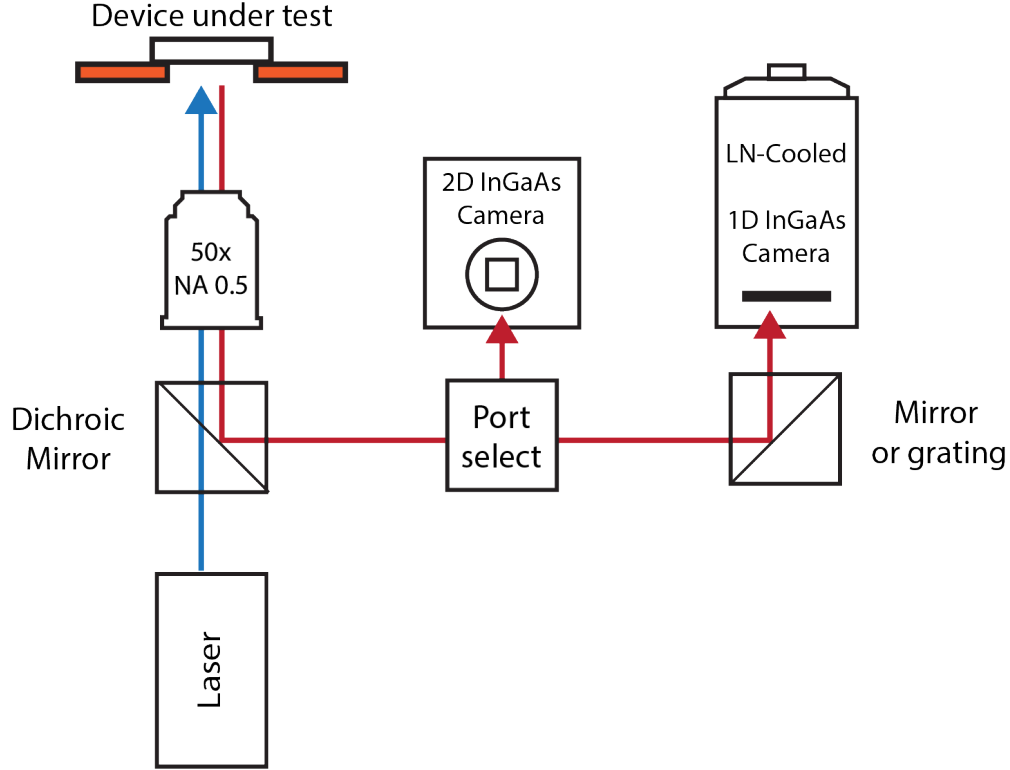 Device under test
2D InGaAs
Camera
LN-Cooled
1D InGaAs
Camera
50x
NA 0.5
Dichroic
Mirror
Port
select
Mirror
or grating
Laser